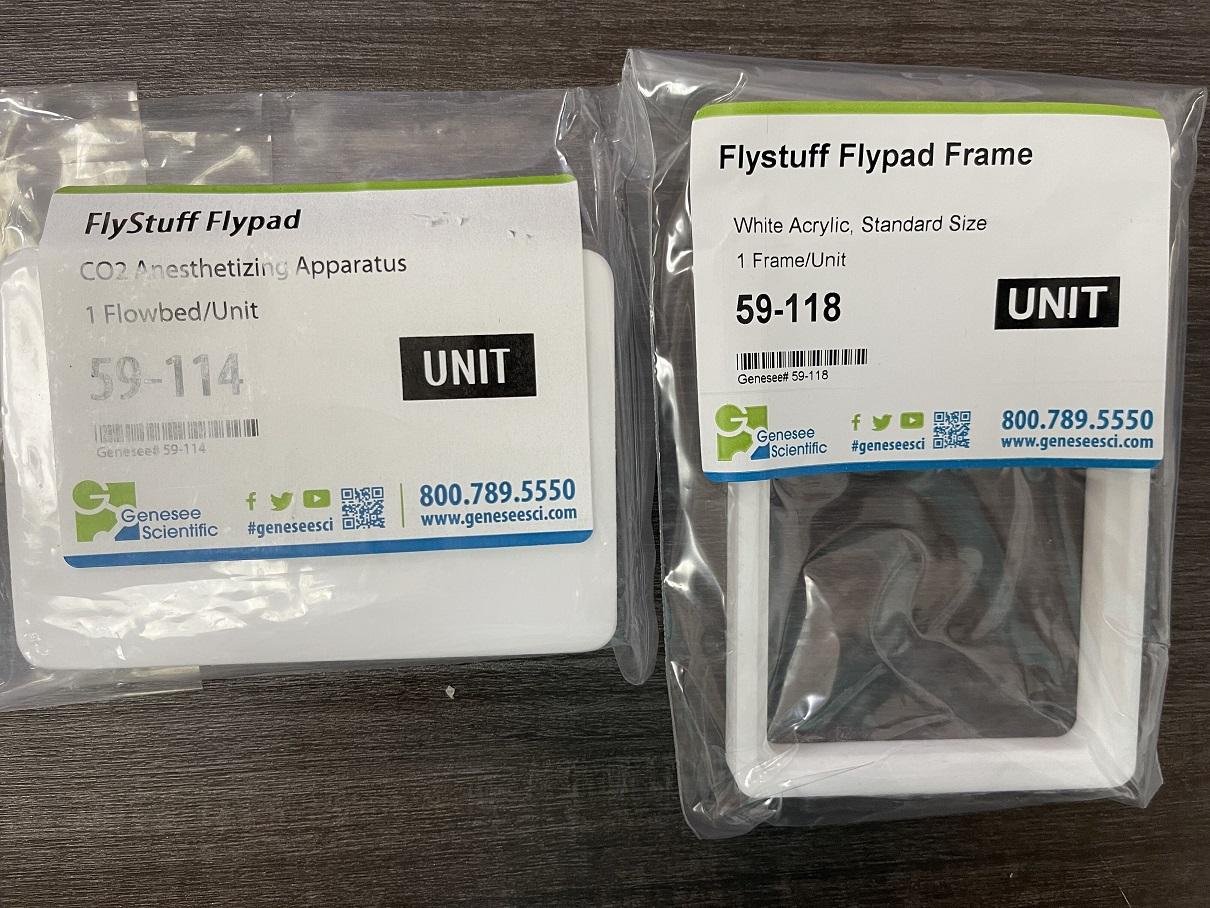 FlyStuff Flypad
CO2 Anesthetizing Apparatus
1 Flowbed/Unit
59-114
UNIT
Genesee# 59-114
Genesee
Scientific
#geneseesci
800.789.5550
www.geneseesci.com
Flystuff Flypad Frame
White Acrylic, Standard Size
1 Frame/Unit
59-118
UNIT
Genesee# 59-118
Genesee
Scientific
#geneseesci
800.789.5550
www.geneseesci.com